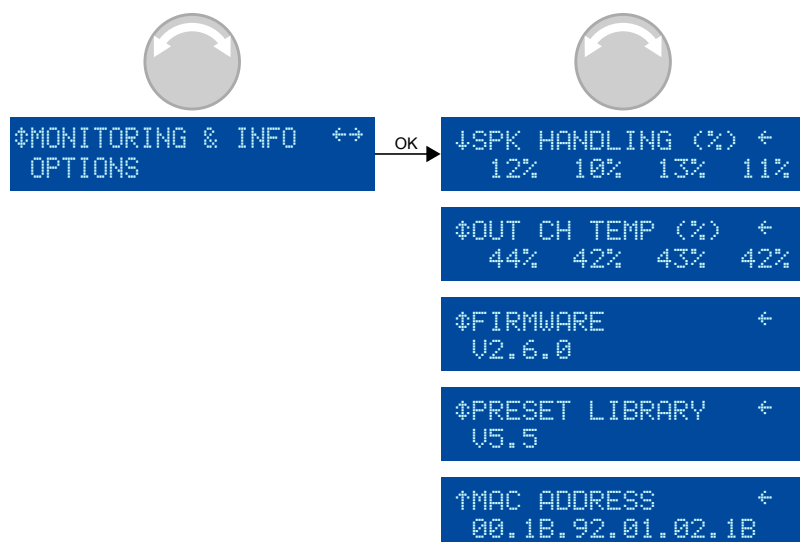 ↕MONITORING & INFO ←→
OPTIONS
OK
↓SPK HANDLING (%) ←
12% 10% 13% 11%
↕OUT CH TEMP (%) ←
44% 42% 43% 42%
↕FIRMWARE ←
V2.6.0
↕PRESET LIBRARY ←
V5.5
↑MAC ADDRESS ←
00.1B.92.01.02.1B